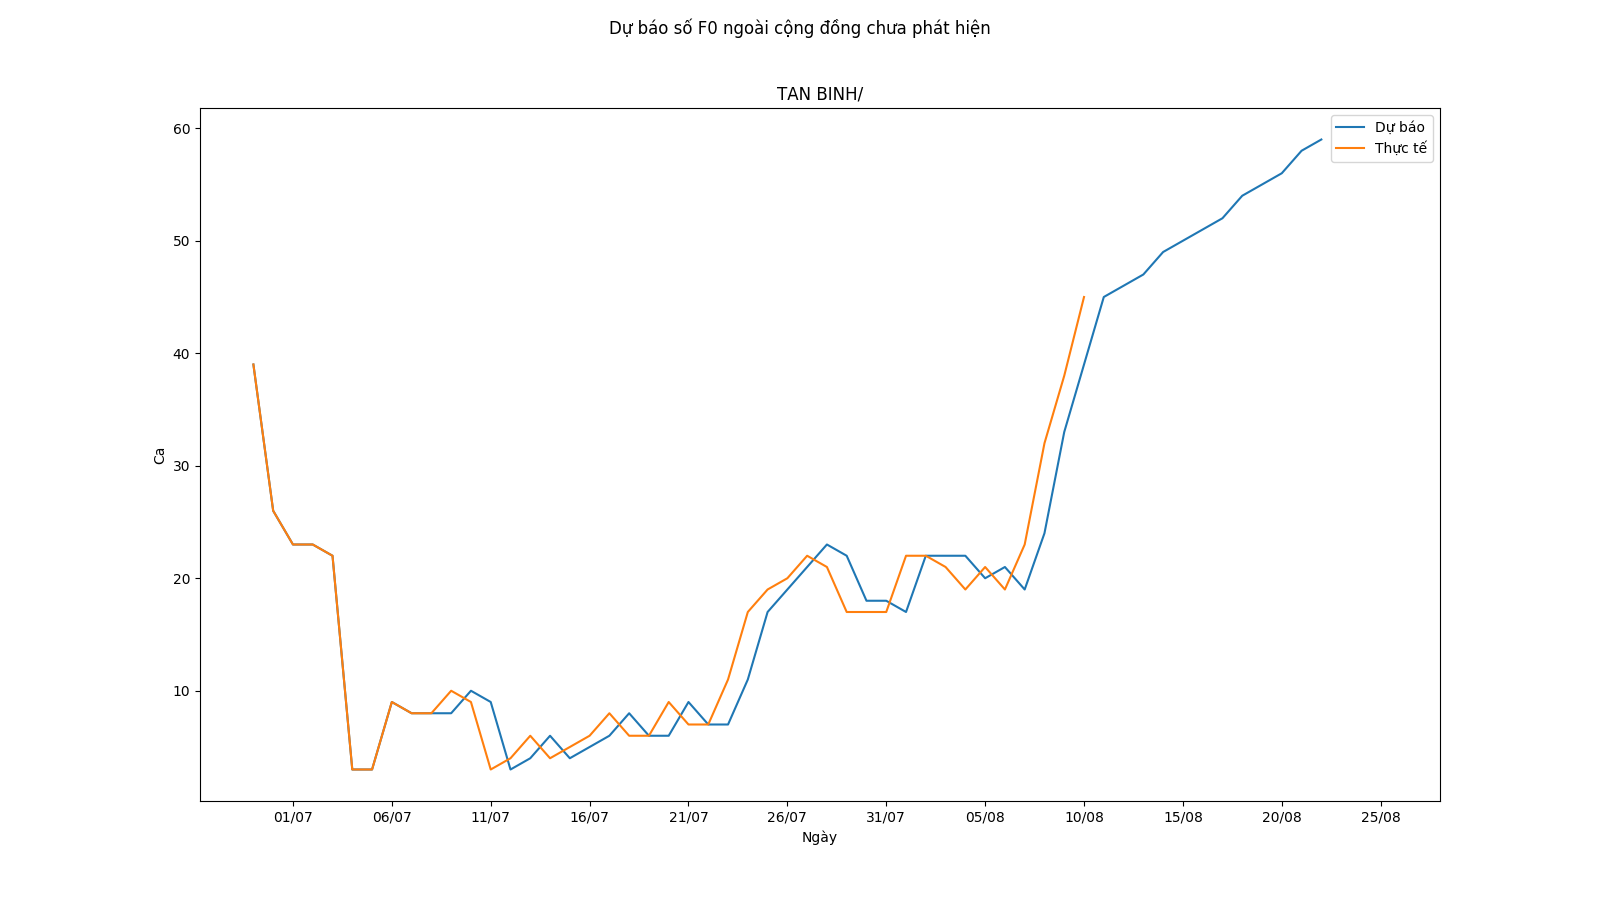 Dự báo số F0 ngoài cộng đồng chưa phát hiện
TAN BINH/
60
50
40
30
20
10
Ca
Dự báo
Thực tế
01/07 06/07 11/07 16/07 21/07 26/07 31/07 05/08 10/08 15/08 20/08 25/08
Ngày